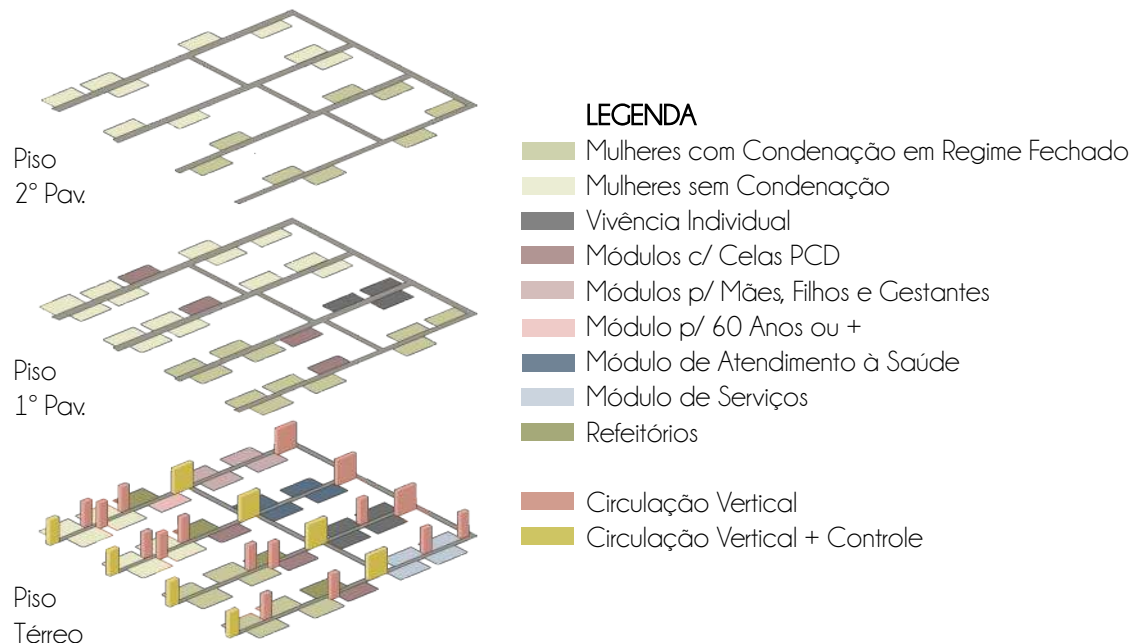 Piso
2° Pav.
Piso
1° Pav.
Piso
Térreo
LEGENDA
Mulheres com Condenação em Regime Fechado
Mulheres sem Condenação
Vivência Individual
Módulos c/ Celas PCD
Módulos p/ Mães, Filhos e Gestantes
Módulo p/ 60 Anos ou +
Módulo de Atendimento à Saúde
Módulo de Serviços
Refeitórios
Circulação Vertical
Circulação Vertical + Controle